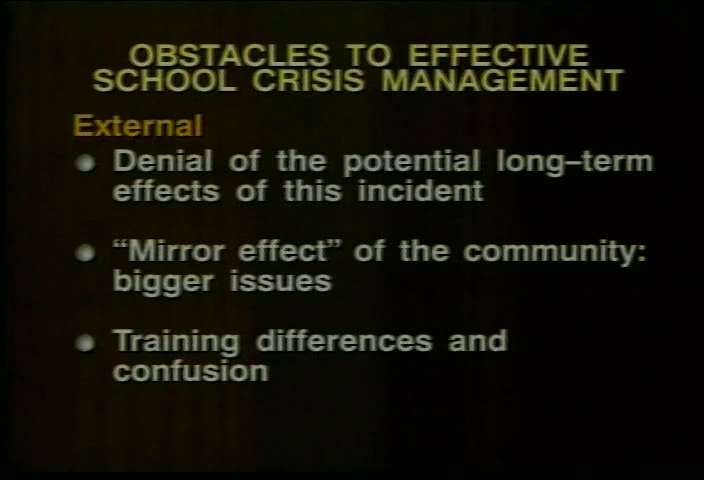 OBSTACLES TO EFFECTIVE
SCHOOL CRISIS MANAGEMENT
External
● Denial of the potential long–term
effects of this incident
● “Mirror effect” of the community:
bigger issues
● Training differences and
confusion